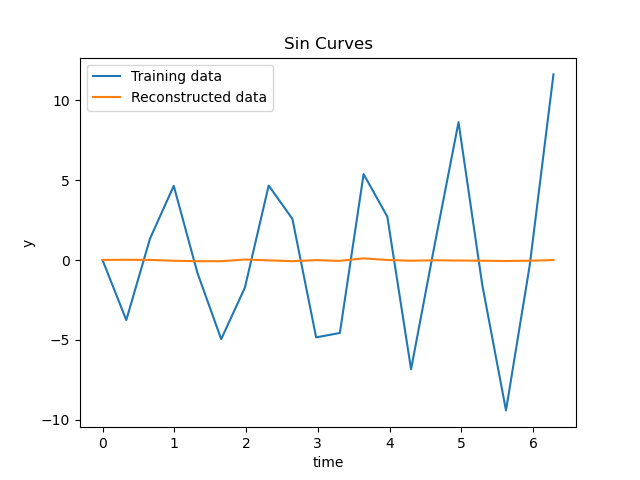 Sin Curves
Training data
Reconstructed data
10
5
0
−5
−10
y
0 1 2 3 4 5 6
time